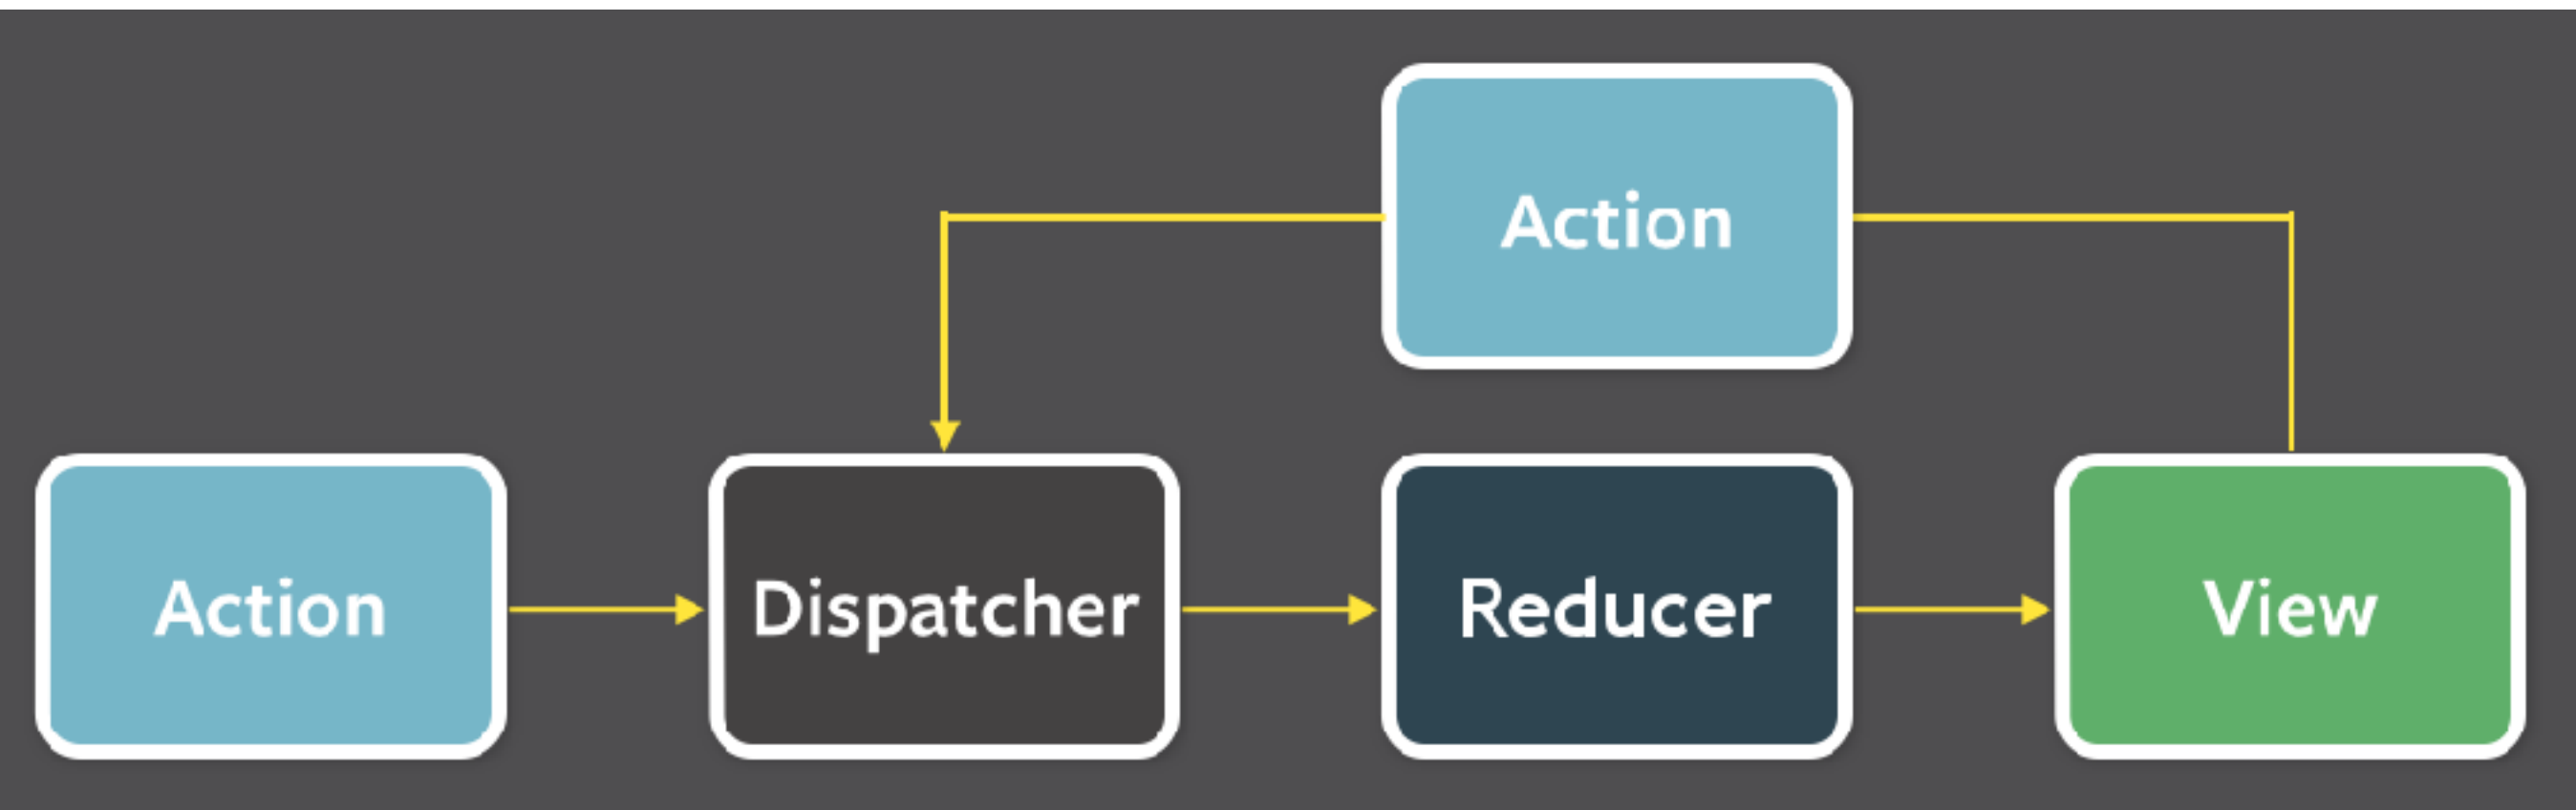 Action
Action
Dispatcher
Reducer
View